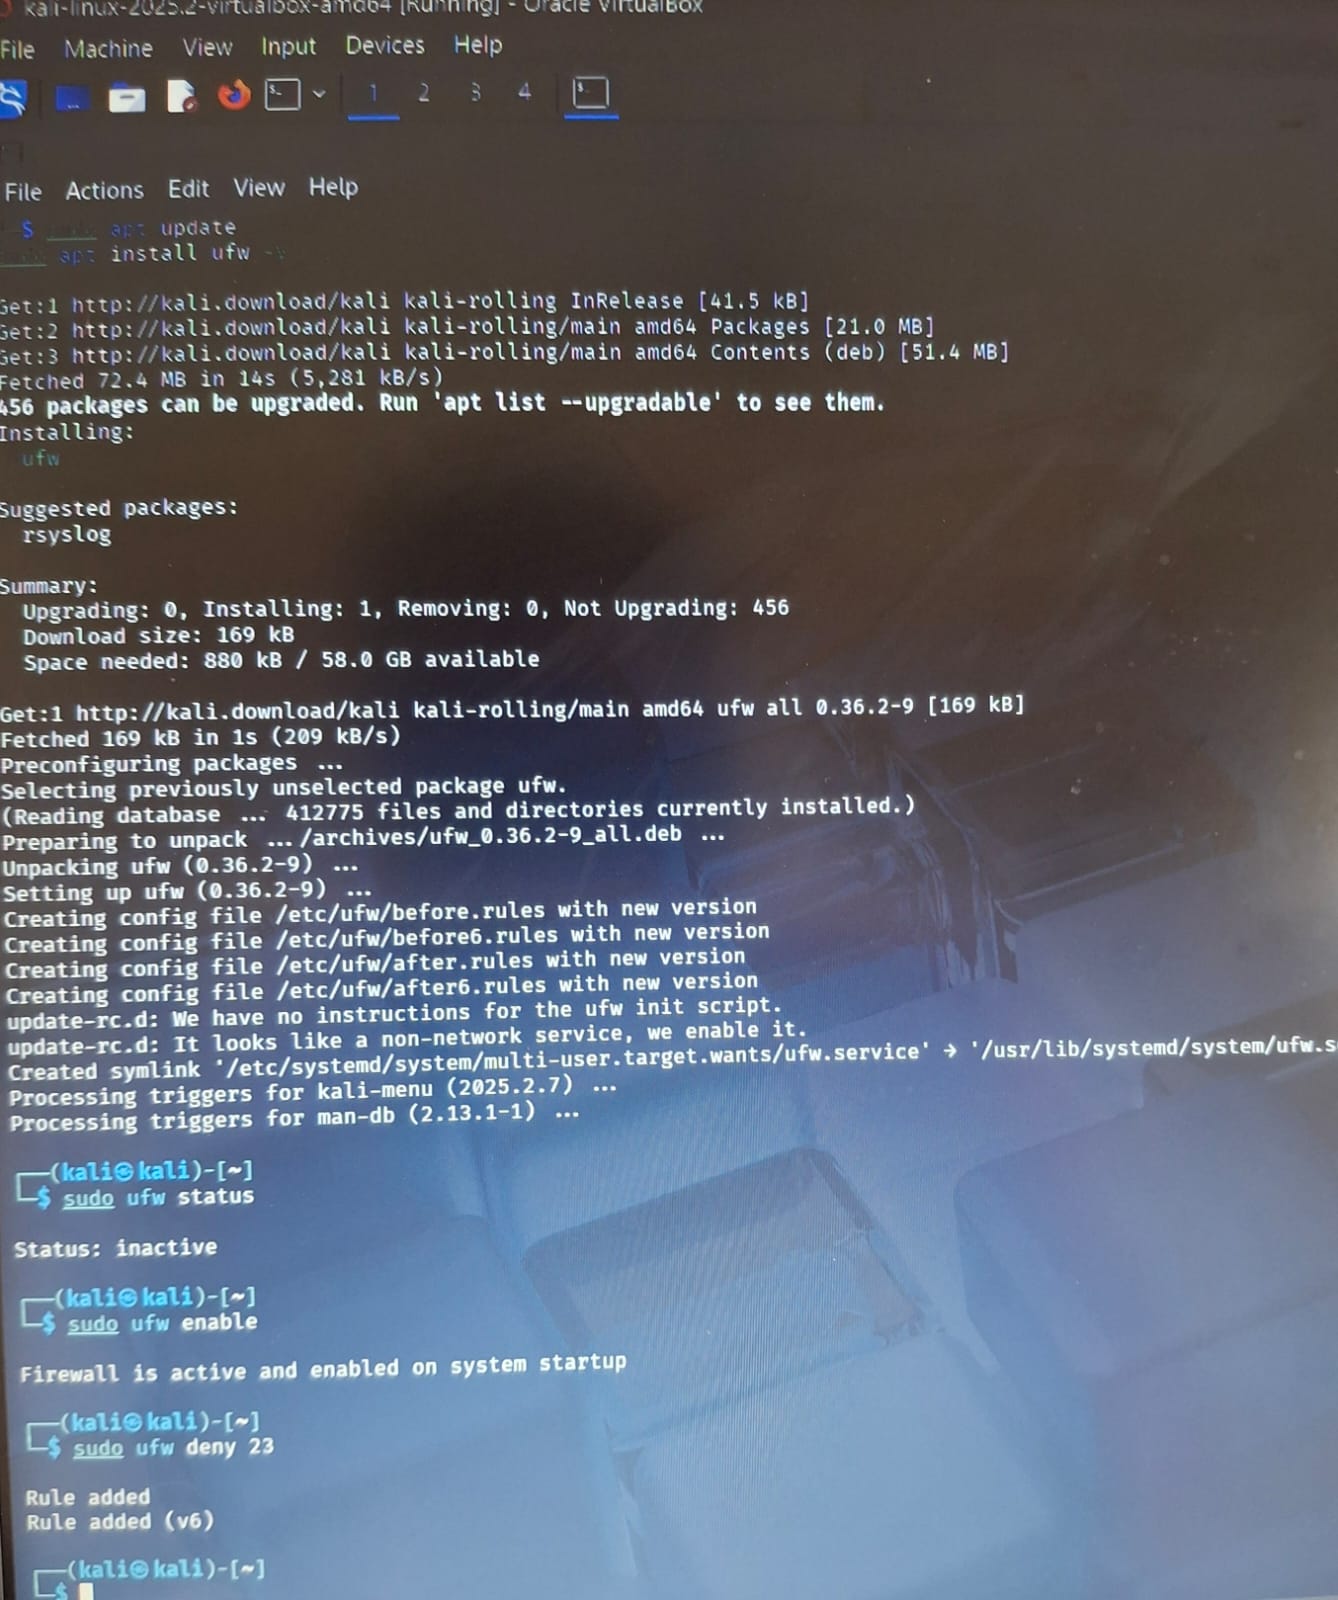 kali-linux-2025.2-virtualbox-amd64 [Running] - Oracle VirtualBox
File Machine View Input Devices Help
1 2 3 4
File Actions Edit View Help
$ sudo apt update
sudo apt install ufw -y
Get:1 http://kali.download/kali kali-rolling InRelease [41.5 kB]
Get:2 http://kali.download/kali kali-rolling/main amd64 Packages [21.0 MB]
Get:3 http://kali.download/kali kali-rolling/main amd64 Contents (deb) [51.4 MB]
Fetched 72.4 MB in 14s (5,281 kB/s)
456 packages can be upgraded. Run 'apt list --upgradable' to see them.
Installing:
ufw
Suggested packages:
rsyslog
Summary:
Upgrading: 0, Installing: 1, Removing: 0, Not Upgrading: 456
Download size: 169 kB
Space needed: 880 kB / 58.0 GB available
Get:1 http://kali.download/kali kali-rolling/main amd64 ufw all 0.36.2-9 [169 kB]
Fetched 169 kB in 1s (209 kB/s)
Preconfiguring packages ...
Selecting previously unselected package ufw.
(Reading database ... 412775 files and directories currently installed.)
Preparing to unpack .../archives/ufw_0.36.2-9_all.deb ...
Unpacking ufw (0.36.2-9) ...
Setting up ufw (0.36.2-9) ...
Creating config file /etc/ufw/before.rules with new version
Creating config file /etc/ufw/before6.rules with new version
Creating config file /etc/ufw/after.rules with new version
Creating config file /etc/ufw/after6.rules with new version
update-rc.d: We have no instructions for the ufw init script.
update-rc.d: It looks like a non-network service, we enable it.
Created symlink '/etc/systemd/system/multi-user.target.wants/ufw.service' → '/usr/lib/systemd/system/ufw.s
Processing triggers for kali-menu (2025.2.7) ...
Processing triggers for man-db (2.13.1-1) ...
┌──(kali㉿kali)-[~]
└─$ sudo ufw status
Status: inactive
┌──(kali㉿kali)-[~]
└─$ sudo ufw enable
Firewall is active and enabled on system startup
┌──(kali㉿kali)-[~]
└─$ sudo ufw deny 23
Rule added
Rule added (v6)
┌──(kali㉿kali)-[~]
└─$